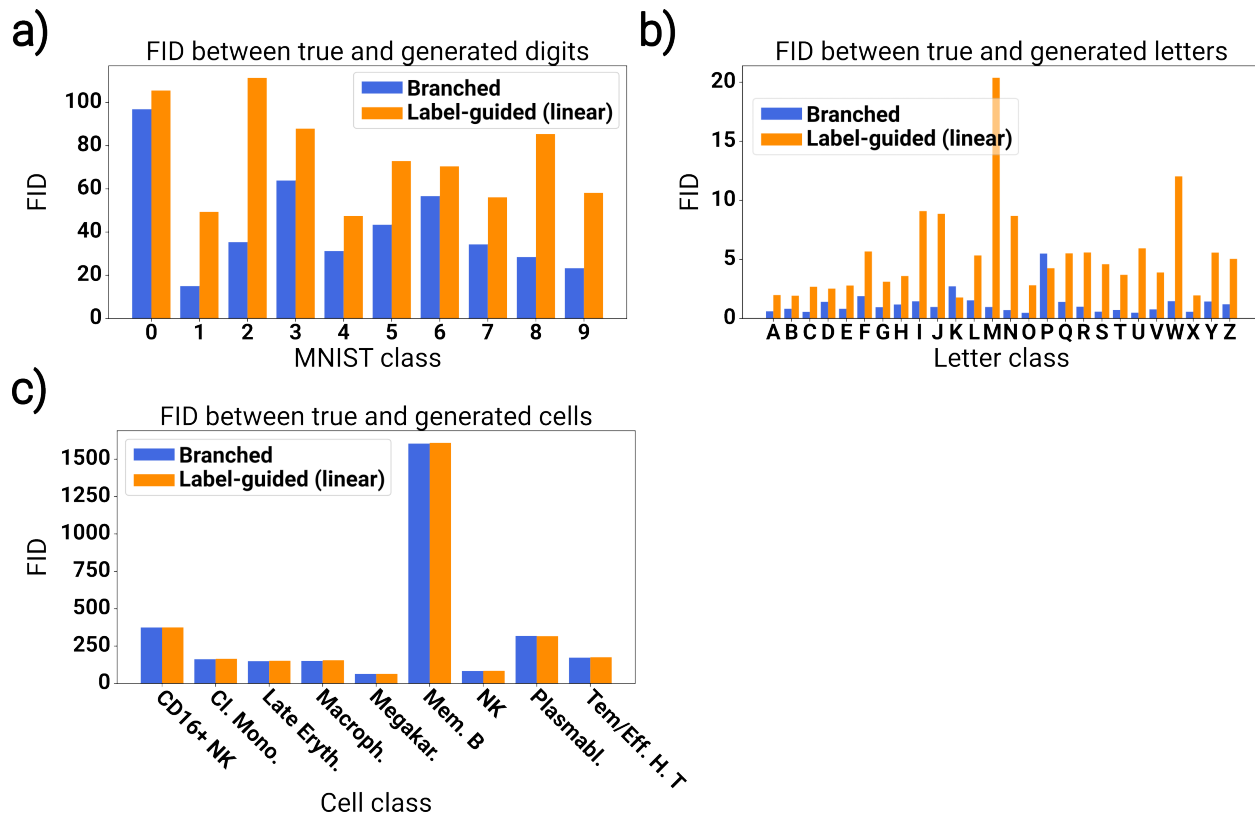 a)
FID between true and generated digits
Branched
Label-guided (linear)
FID
100
80
60
40
20
0
0 1 2 3 4 5 6 7 8 9
MNIST class
b)
FID between true and generated letters
Branched
Label-guided (linear)
FID
20
15
10
5
0
A B C D E F G H I J K L M N O P Q R S T U V W X Y Z
Letter class
c)
FID between true and generated cells
Branched
Label-guided (linear)
FID
1500
1250
1000
750
500
250
0
CD16+ NK
Cl. Mono.
Late Eryth.
Macroph.
Megakar.
Mem. B
NK
Plasmabl.
Tem/Eff. H. T
Cell class